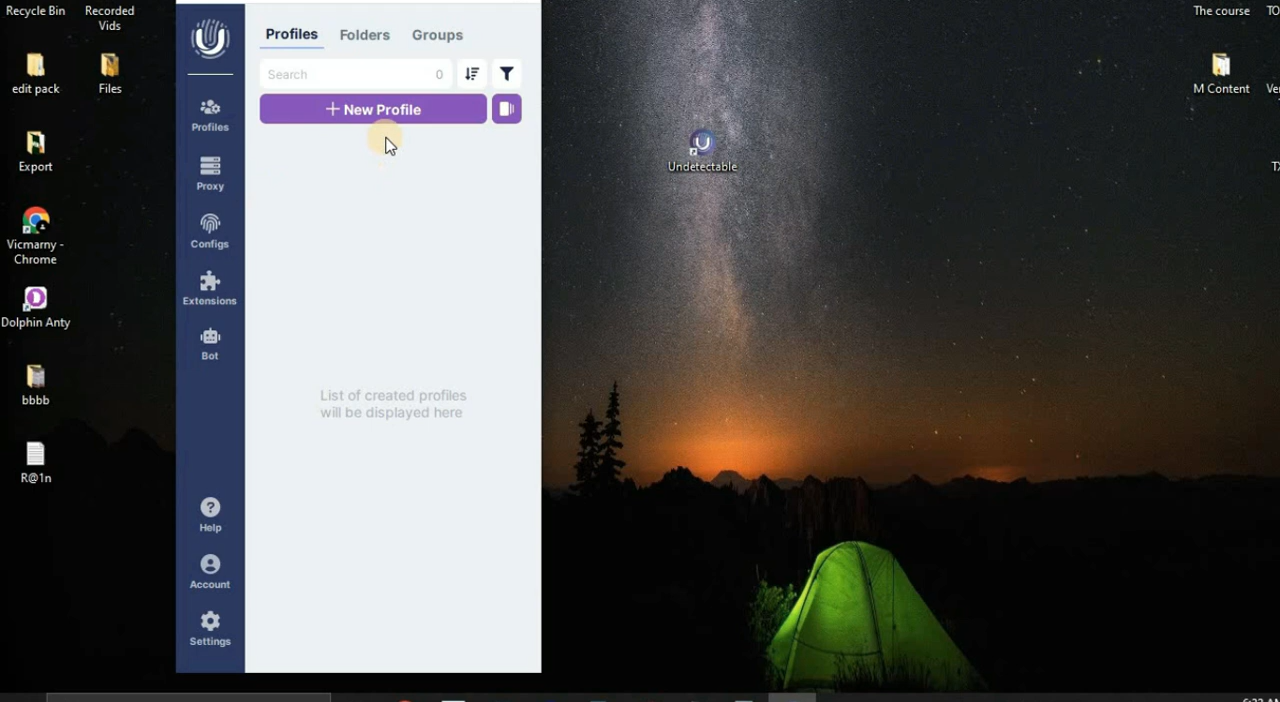 Recycle Bin
Recorded
Vids
edit pack
Files
Export
Vicmarny -
Chrome
Dolphin Anty
bbbb
R@1n
Profiles
Proxy
Configs
Extensions
Bot
Help
Account
Settings
Profiles Folders Groups
Search 0
+ New Profile
List of created profiles
will be displayed here
Undetectable
The course
M Content